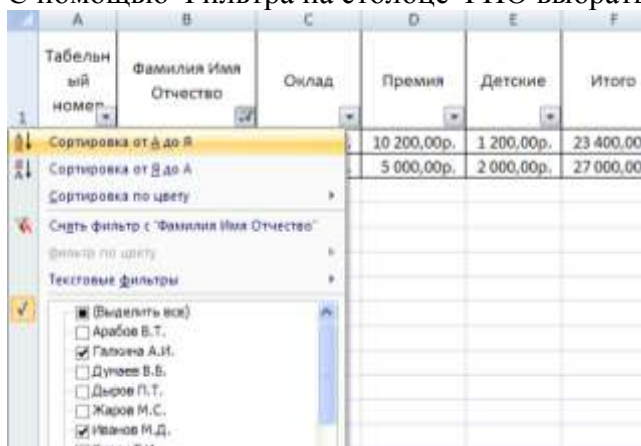 С помощью Фильтра на столбце ФИО выбрать
A B C D E F
Табельный номер Фамилия Имя Отчество Оклад Премия Детские Итого
1
Сортировка от А до Я 10 200,00р. 1 200,00р. 23 400,00
Сортировка от Я до А 5 000,00р. 2 000,00р. 27 000,00
Сортировка по цвету
Снять фильтр с "Фамилия Имя Отчество"
Фильтр по цвету
Текстовые фильтры
(Выделить все)
Арабов В.Т.
Галкина А.И.
Дунаев В.В.
Дыров П.Т.
Жаров М.С.
Иванов М.Д.